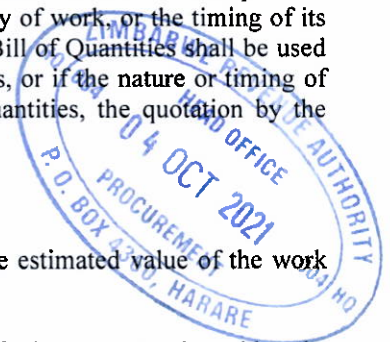 y of work, or the timing of its
Bill of Quantities shall be used
s, or if the nature or timing of
antities, the quotation by the
e estimated value of the work
ZIMBABWE REVENUE AUTHORITY
HEAD OFFICE
04 OCT 2021
PROCUREMENT
P. O. BOX 4360, HARARE
HQ